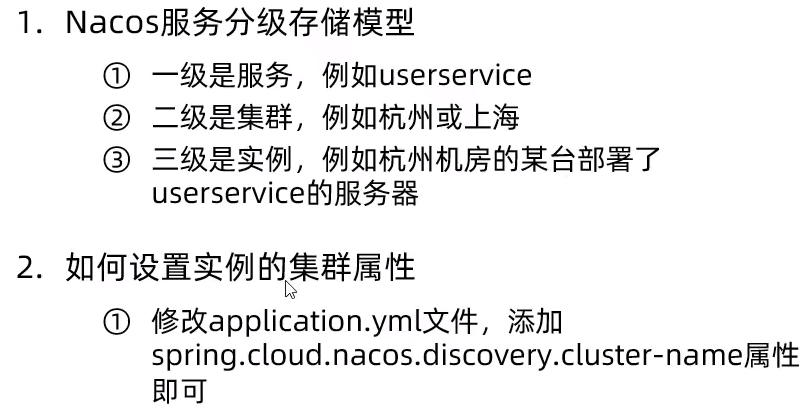 1. Nacos服务分级存储模型
① 一级是服务，例如userservice
② 二级是集群，例如杭州或上海
③ 三级是实例，例如杭州机房的某台部署了
userservice的服务器
2. 如何设置实例的集群属性
① 修改application.yml文件，添加
spring.cloud.nacos.discovery.cluster-name属性
即可